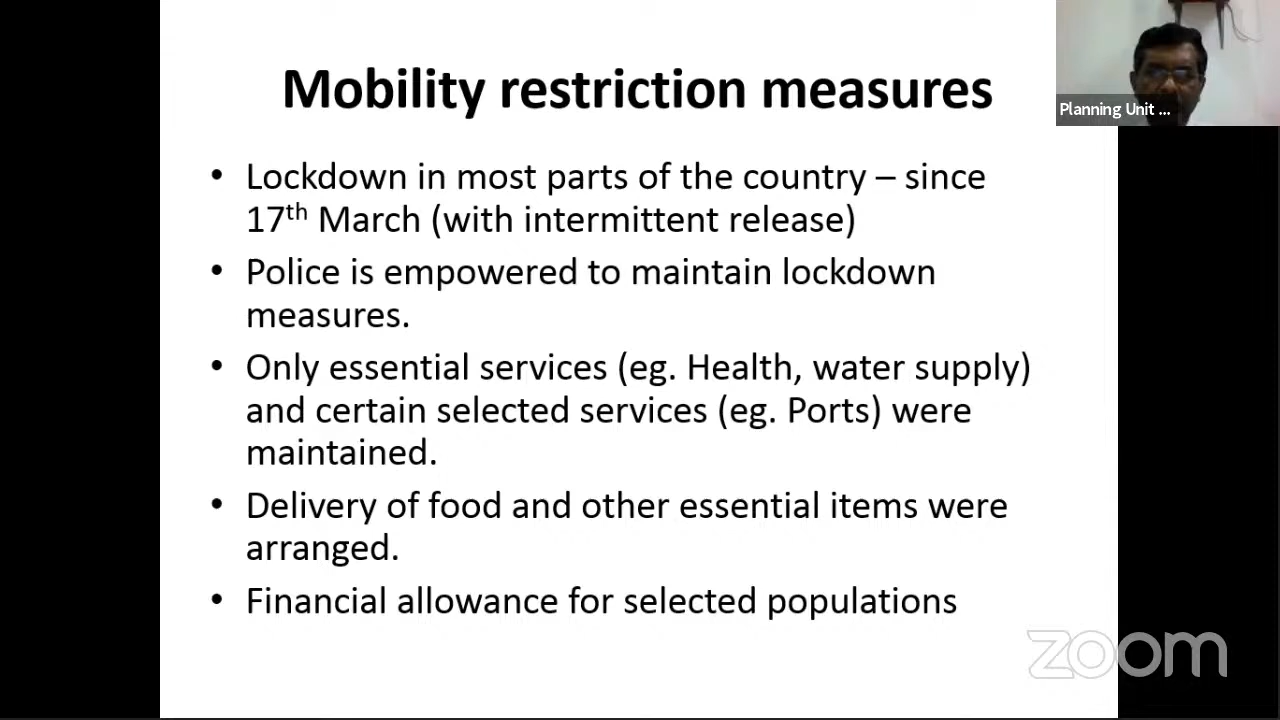 Mobility restriction measures
Planning Unit ...
• Lockdown in most parts of the country – since
17th March (with intermittent release)
• Police is empowered to maintain lockdown
measures.
• Only essential services (eg. Health, water supply)
and certain selected services (eg. Ports) were
maintained.
• Delivery of food and other essential items were
arranged.
• Financial allowance for selected populations
zoom